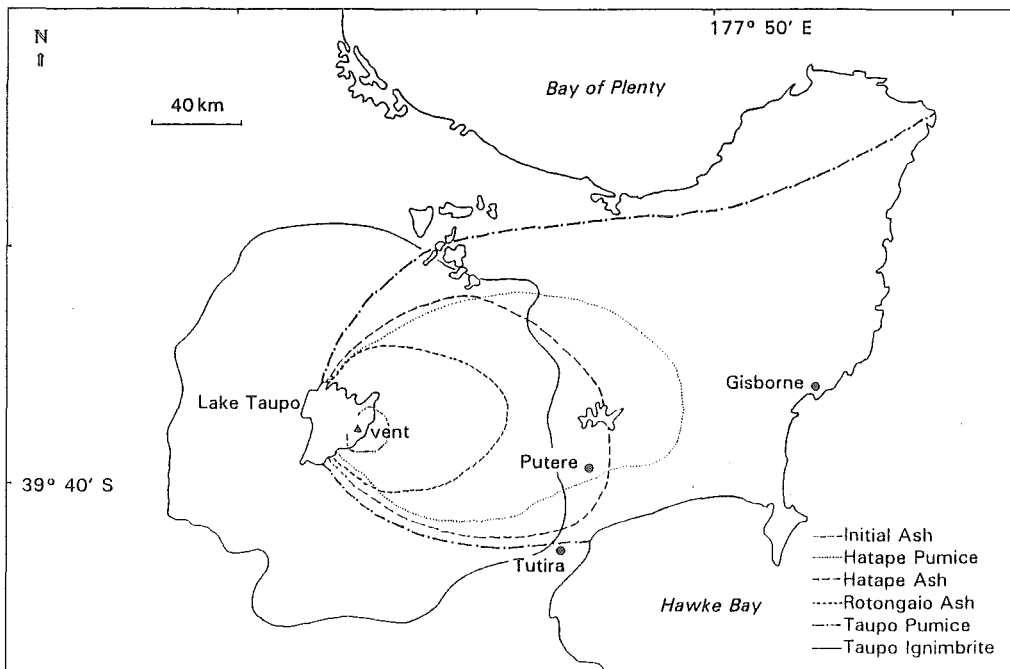 177° 50′ E
N
Bay of Plenty
40 km
Gisborne
Lake Taupo
vent
Putere
39° 40′ S
Initial Ash
Hatape Pumice
Tutira
Hatape Ash
Hawke Bay
Rotongaio Ash
Taupo Pumice
Taupo Ignimbrite